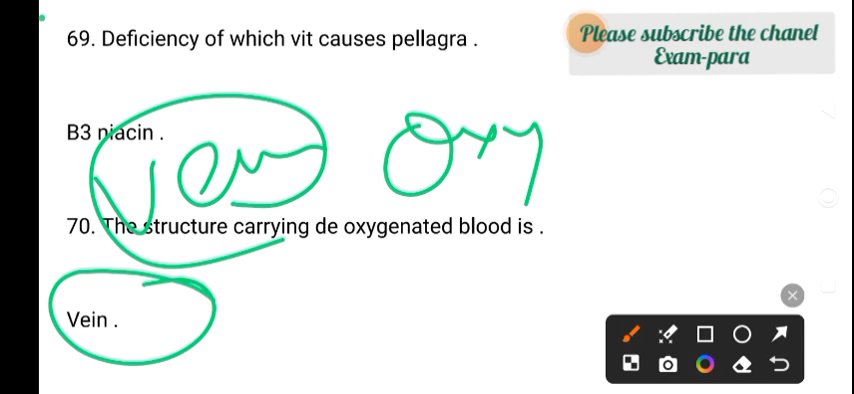 69. Deficiency of which vit causes pellagra .
Please subscribe the chanel
Exam-para
B3 niacin .
Ven Oxy
70. The structure carrying de oxygenated blood is .
Vein .